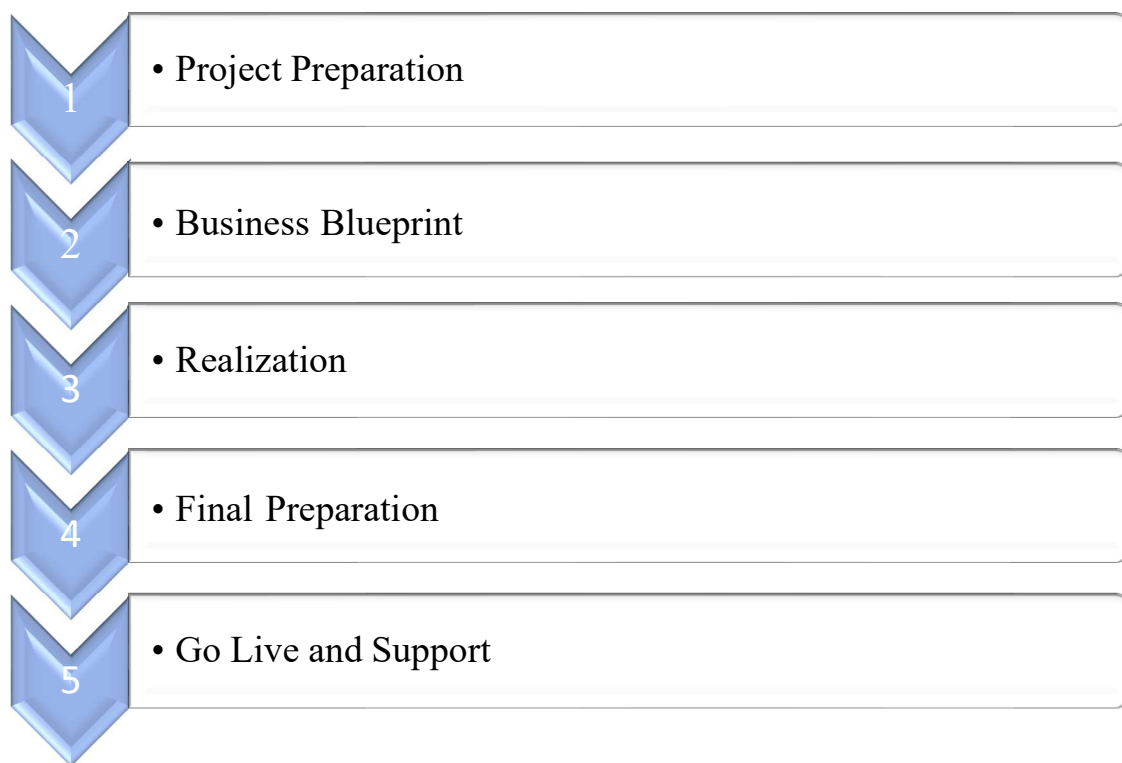 1
• Project Preparation
2
• Business Blueprint
3
• Realization
4
• Final Preparation
5
• Go Live and Support